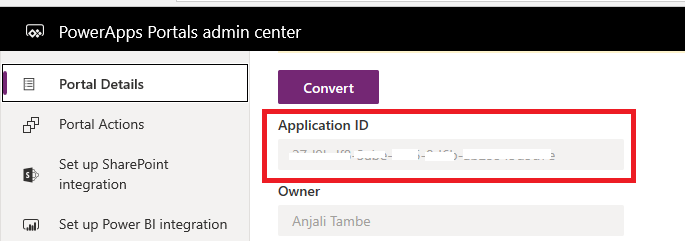 PowerApps Portals admin center
Portal Details
Portal Actions
Set up SharePoint
integration
Set up Power BI integration
Convert
Application ID
Owner
Anjali Tambe